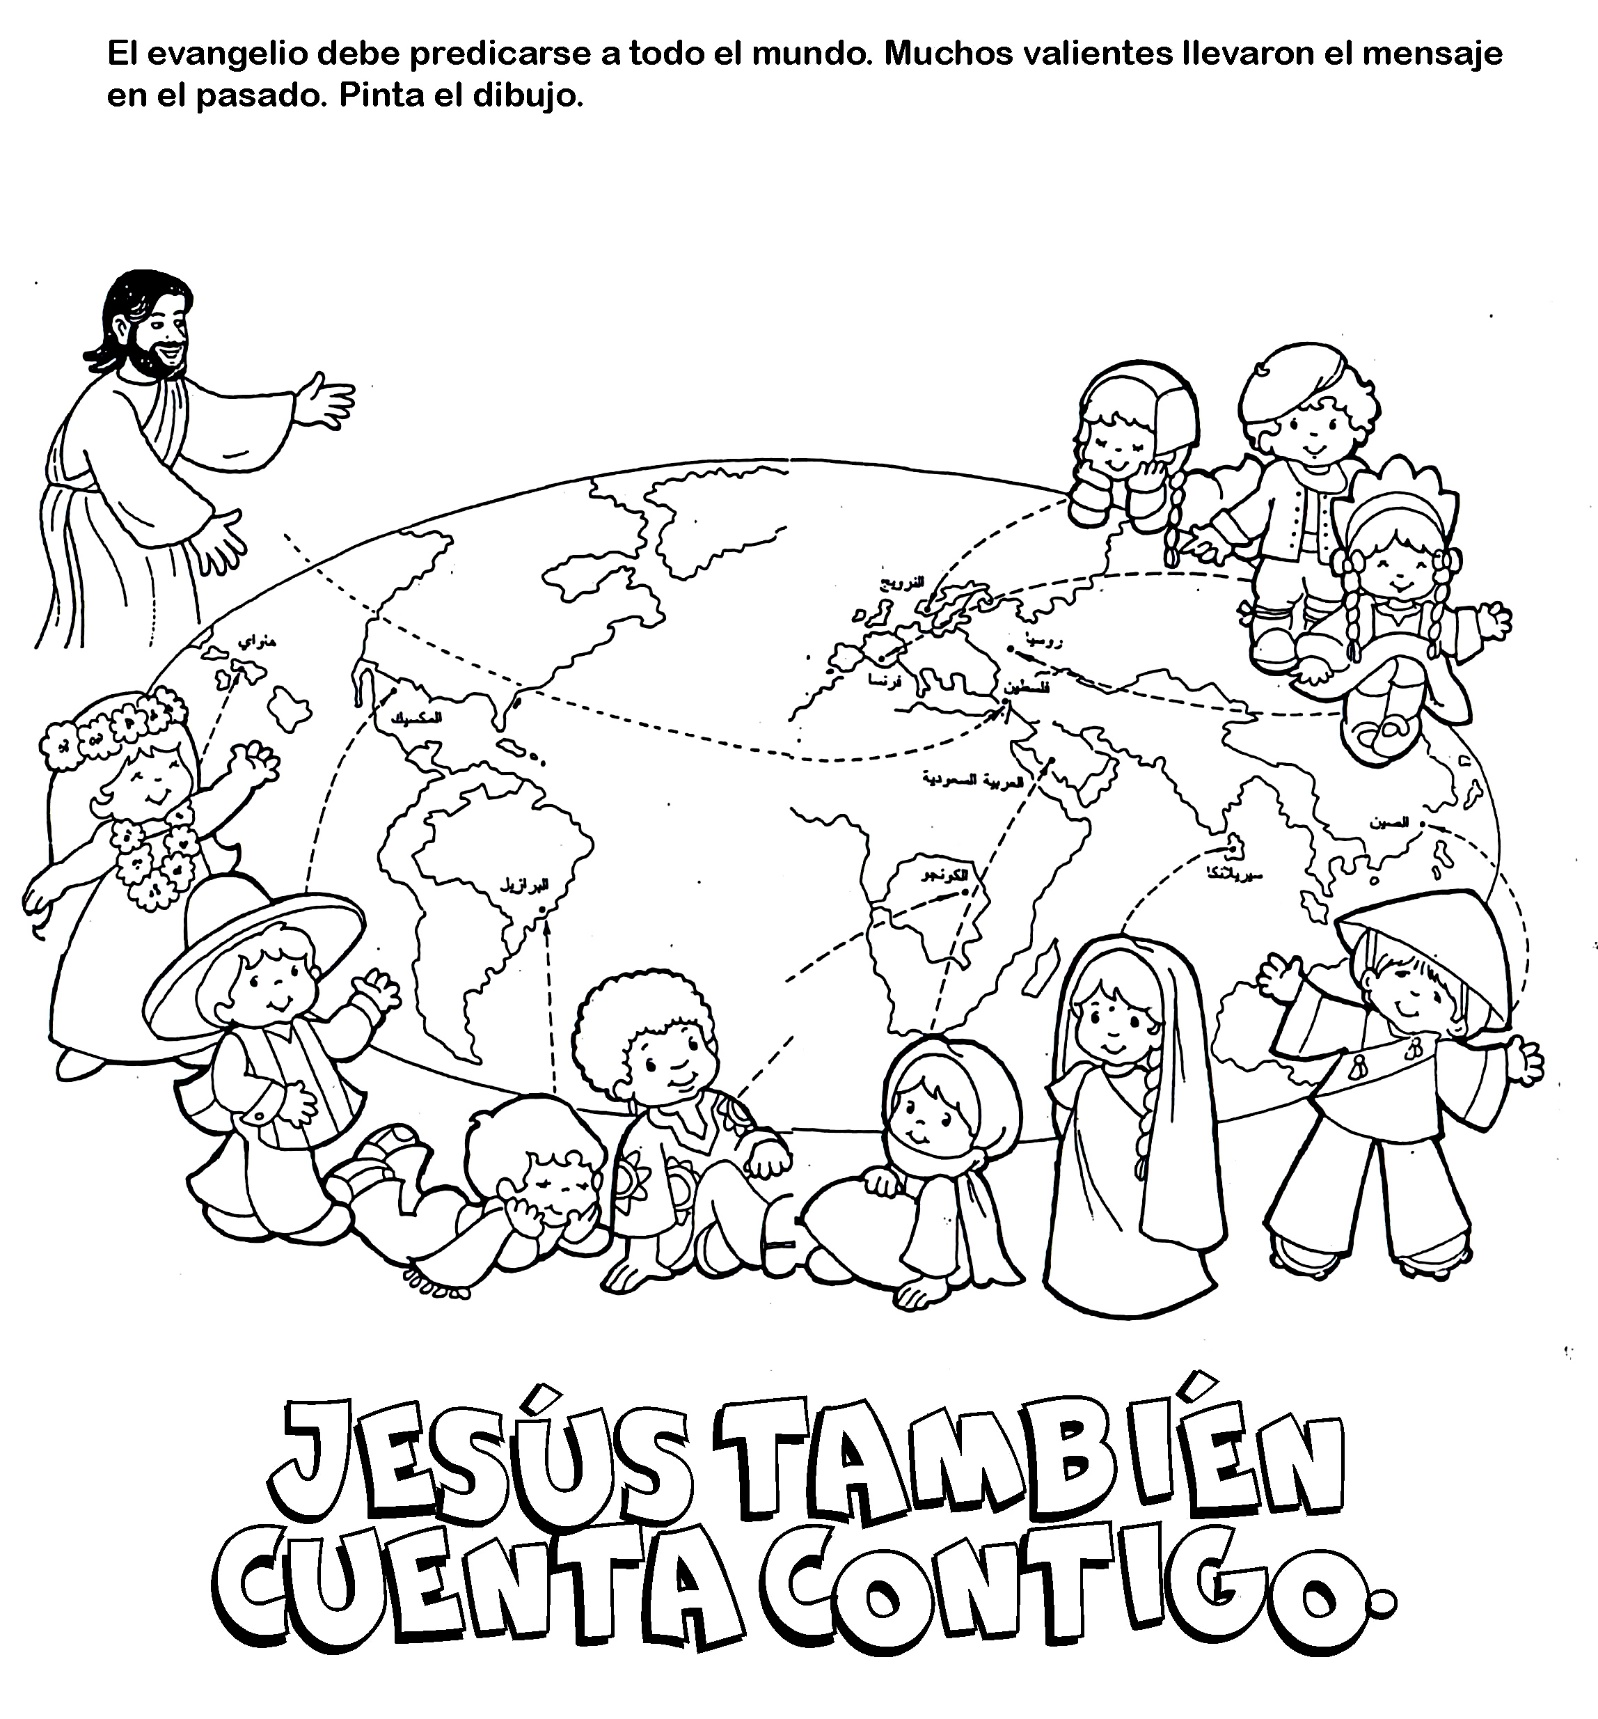 El evangelio debe predicarse a todo el mundo. Muchos valientes llevaron el mensaje
en el pasado. Pinta el dibujo.
النرويج
هاواي
روسيا
فرنسا
فلسطين
المكسيك
العربية السعودية
الصين
الكونجو
سيريلانكا
البرازيل
JESÚS TAMBIÉN
CUENTA CONTIGO.